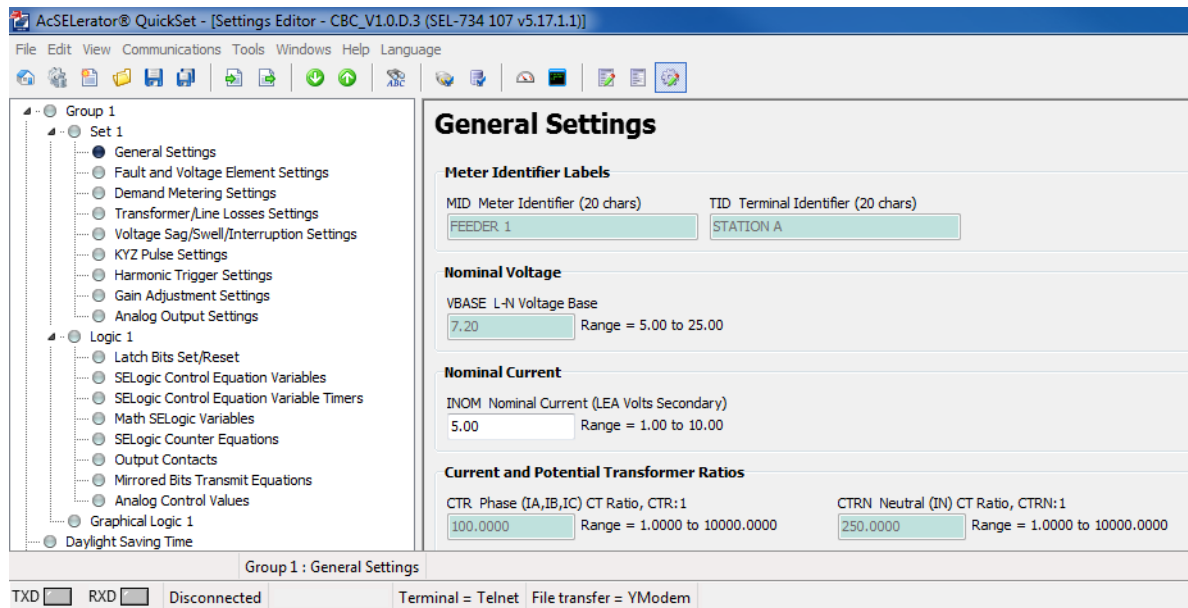 AcSELerator® QuickSet - [Settings Editor - CBC_V1.0.D.3 (SEL-734 107 v5.17.1.1)]
File Edit View Communications Tools Windows Help Language
ABC
Group 1
Set 1
General Settings
Fault and Voltage Element Settings
Demand Metering Settings
Transformer/Line Losses Settings
Voltage Sag/Swell/Interruption Settings
KYZ Pulse Settings
Harmonic Trigger Settings
Gain Adjustment Settings
Analog Output Settings
Logic 1
Latch Bits Set/Reset
SELogic Control Equation Variables
SELogic Control Equation Variable Timers
Math SELogic Variables
SELogic Counter Equations
Output Contacts
Mirrored Bits Transmit Equations
Analog Control Values
Graphical Logic 1
Daylight Saving Time
General Settings
Meter Identifier Labels
MID Meter Identifier (20 chars) TID Terminal Identifier (20 chars)
FEEDER 1 STATION A
Nominal Voltage
VBASE L-N Voltage Base
7.20 Range = 5.00 to 25.00
Nominal Current
INOM Nominal Current (LEA Volts Secondary)
5.00 Range = 1.00 to 10.00
Current and Potential Transformer Ratios
CTR Phase (IA,IB,IC) CT Ratio, CTR:1 CTRN Neutral (IN) CT Ratio, CTRN:1
100.0000 Range = 1.0000 to 10000.0000 250.0000 Range = 1.0000 to 10000.0000
Group 1 : General Settings
TXD RXD Disconnected Terminal = Telnet File transfer = YModem